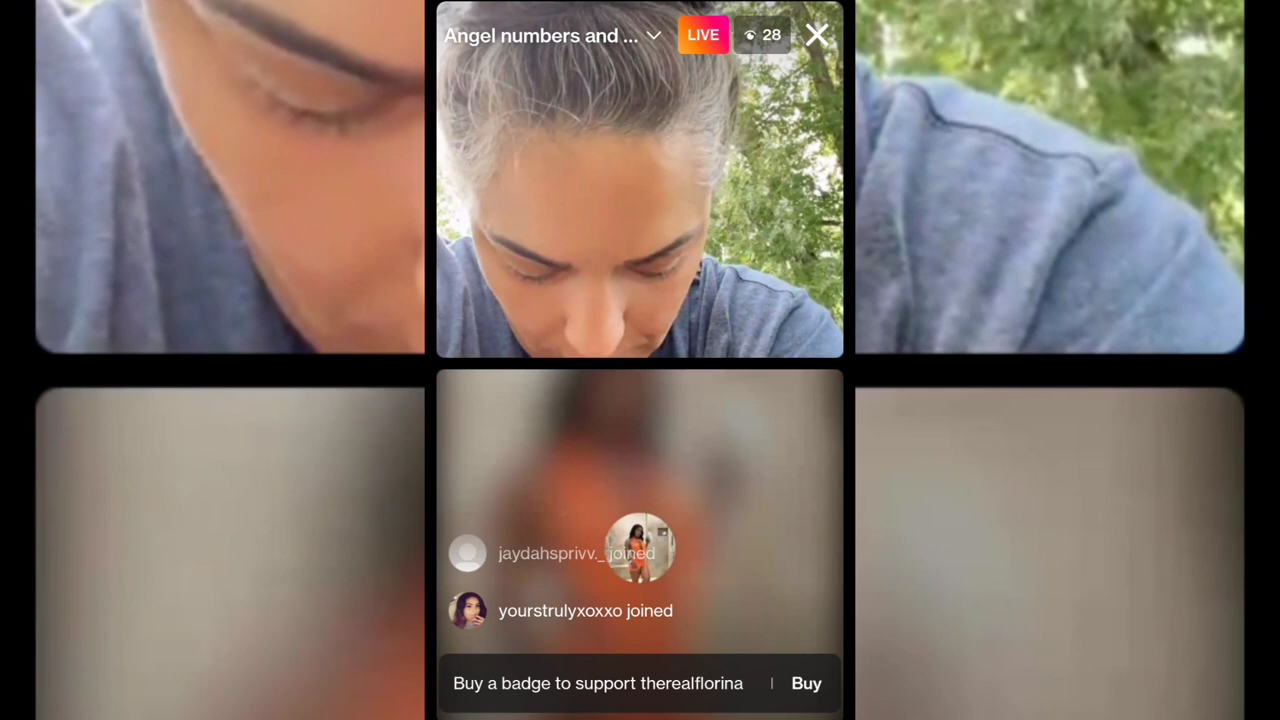 Angel numbers and ...
LIVE
28
jaydahsprivv._ joined
yourstrulyxoxxo joined
Buy a badge to support therealflorina | Buy